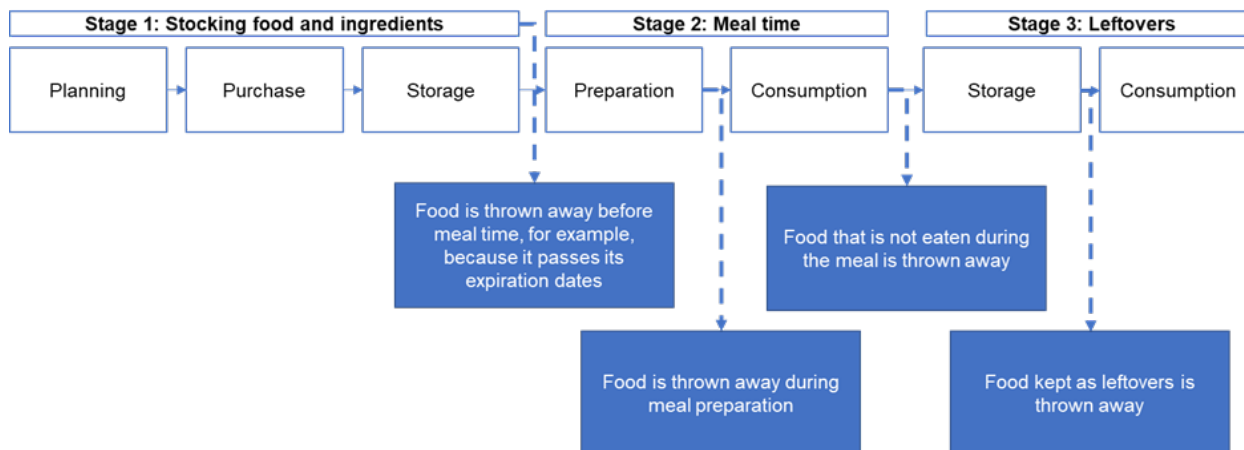 Stage 1: Stocking food and ingredients
Stage 2: Meal time
Stage 3: Leftovers
Planning
Purchase
Storage
Preparation
Consumption
Storage
Consumption
Food is thrown away before
meal time, for example,
because it passes its
expiration dates
Food that is not eaten during
the meal is thrown away
Food is thrown away during
meal preparation
Food kept as leftovers is
thrown away